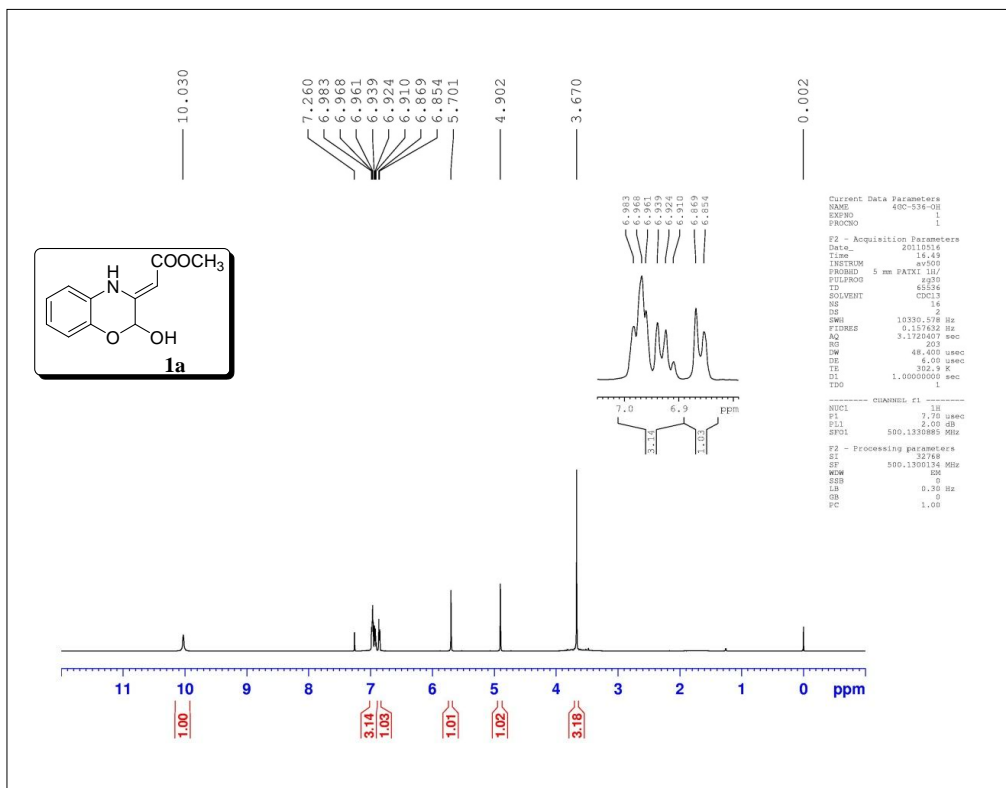 10.030
7.260
6.983
6.968
6.961
6.939
6.924
6.910
6.869
6.854
5.701
4.902
3.670
0.002
COOCH3
HN
O
OH
1a
6.983
6.968
6.961
6.939
6.924
6.910
6.869
6.854
7.0 6.9 ppm
3.14
1.03
Current Data Parameters
NAME 4GC-536-OH
EXPNO 1
PROCNO 1
F2 - Acquisition Parameters
Date_ 20110516
Time 16.49
INSTRUM av500
PROBHD 5 mm PATXI 1H/
PULPROG zg30
TD 65536
SOLVENT CDCl3
NS 16
DS 2
SWH 10330.578 Hz
FIDRES 0.157632 Hz
AQ 3.1720407 sec
RG 203
DW 48.400 usec
DE 6.00 usec
TE 302.9 K
D1 1.00000000 sec
TD0 1
======== CHANNEL f1 ========
NUC1 1H
P1 7.70 usec
PL1 2.00 dB
SFO1 500.1330885 MHz
F2 - Processing parameters
SI 32768
SF 500.1300134 MHz
WDW EM
SSB 0
LB 0.30 Hz
GB 0
PC 1.00
11 10 9 8 7 6 5 4 3 2 1 0 ppm
1.00
3.14
1.03
1.01
1.02
3.18